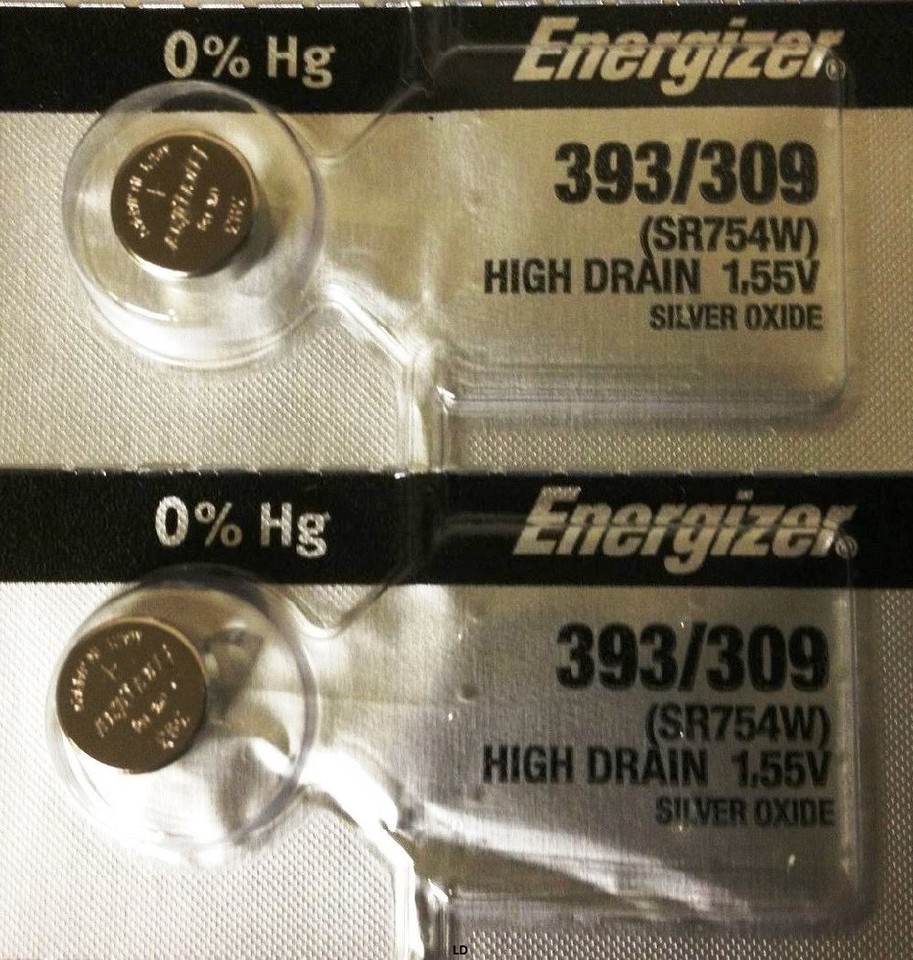 0% Hg
Energizer®
393/309
(SR754W)
HIGH DRAIN 1.55V
SILVER OXIDE
0% Hg
Energizer®
393/309
(SR754W)
HIGH DRAIN 1.55V
SILVER OXIDE
LD